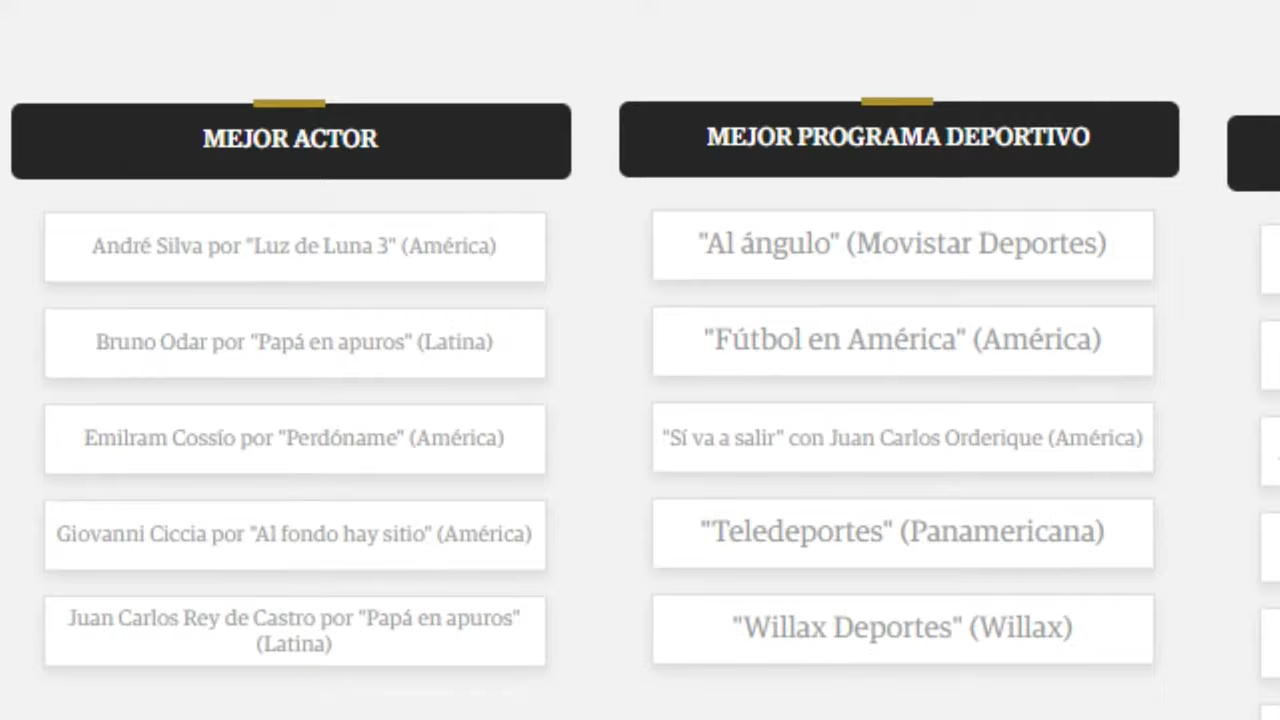 MEJOR ACTOR
André Silva por "Luz de Luna 3" (América)
Bruno Odar por "Papá en apuros" (Latina)
Emilram Cossío por "Perdóname" (América)
Giovanni Ciccia por "Al fondo hay sitio" (América)
Juan Carlos Rey de Castro por "Papá en apuros"
(Latina)
MEJOR PROGRAMA DEPORTIVO
"Al ángulo" (Movistar Deportes)
"Fútbol en América" (América)
"Sí va a salir" con Juan Carlos Orderique (América)
"Teledeportes" (Panamericana)
"Willax Deportes" (Willax)